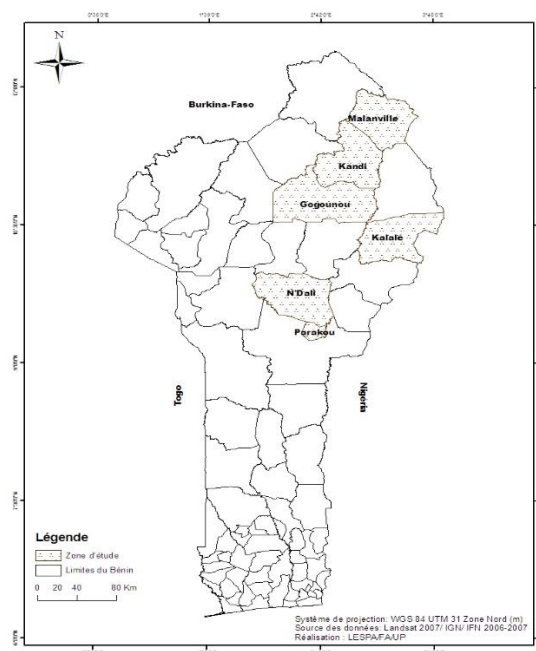 N
Burkina-Faso
Malanville
Kandi
Gogounou
Kalalé
N'Dali
Parakou
Togo
Nigéria
Légende
Zone d'étude
Limites du Bénin
0 20 40 80 Km
Système de projection: WGS 84 UTM 31 Zone Nord (m)
Source des données: Landsat 2007/ IGN/ IFN 2006-2007
Réalisation : LESPA/FA/UP